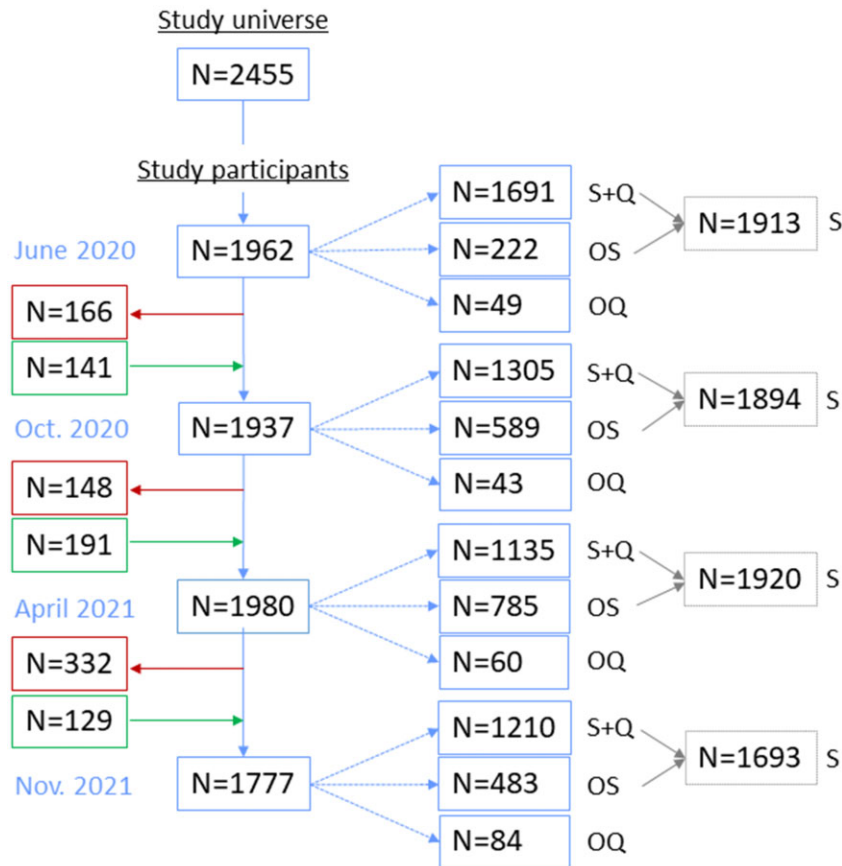 Study universe
N=2455
Study participants
N=1691 S+Q
N=1913 S
June 2020 N=1962 N=222 OS
N=166 N=49 OQ
N=141
N=1305 S+Q
N=1894 S
Oct. 2020 N=1937 N=589 OS
N=148 N=43 OQ
N=191
N=1135 S+Q
N=1920 S
April 2021 N=1980 N=785 OS
N=332 N=60 OQ
N=129
N=1210 S+Q
N=1693 S
Nov. 2021 N=1777 N=483 OS
N=84 OQ